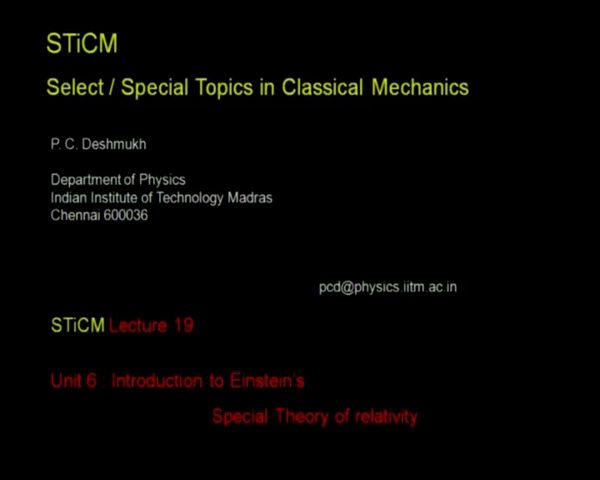 STiCM
Select / Special Topics in Classical Mechanics
P. C. Deshmukh
Department of Physics
Indian Institute of Technology Madras
Chennai 600036
pcd@physics.iitm.ac.in
STiCM Lecture 19
Unit 6 : Introduction to Einstein's
Special Theory of relativity